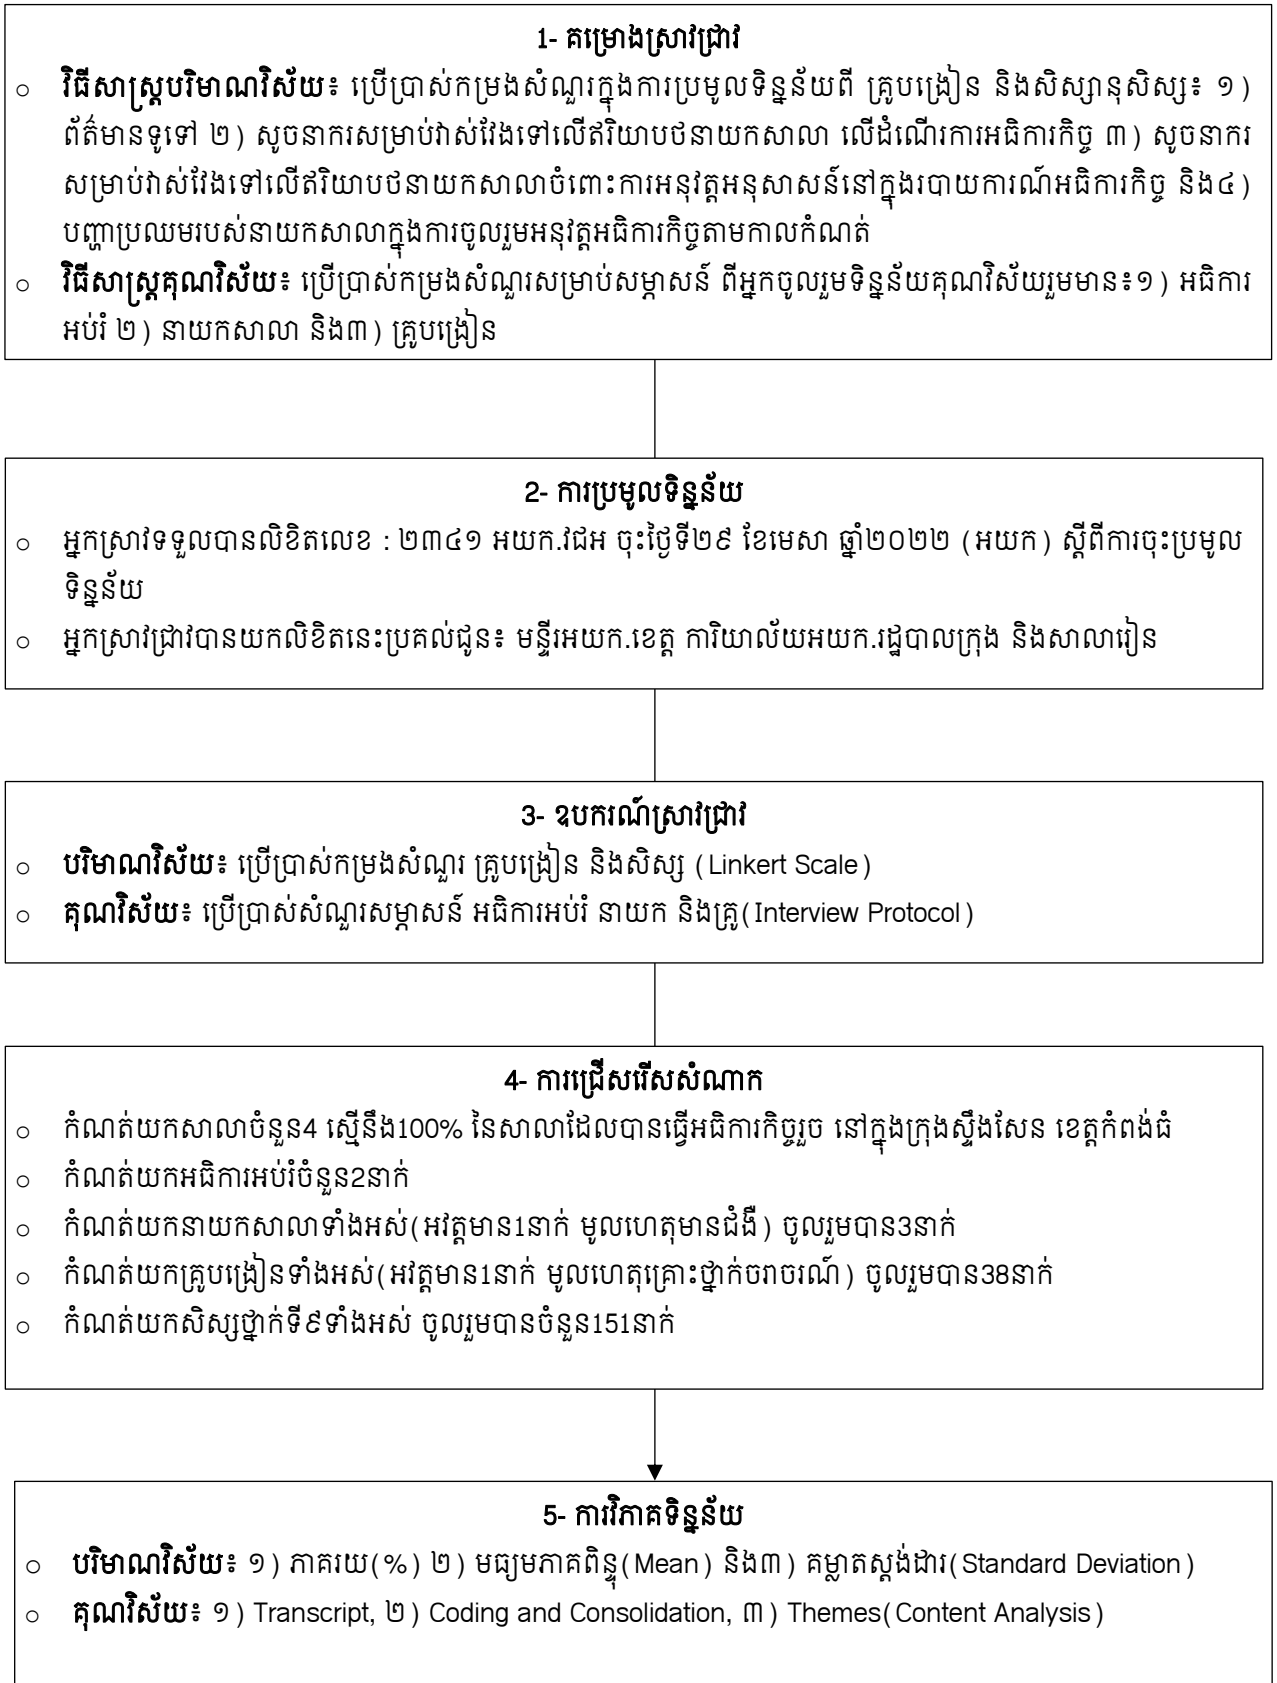 1- គម្រោងស្រាវជ្រាវ
○ វិធីសាស្ត្របរិមាណវិស័យ៖ ប្រើប្រាស់កម្រងសំណួរក្នុងការប្រមូលទិន្នន័យពី គ្រូបង្រៀន និងសិស្សានុសិស្ស៖ ១)
ព័ត៌មានទូទៅ ២) សូចនាករសម្រាប់វាស់វែងទៅលើឥរិយាបថនាយកសាលា លើដំណើរការអធិការកិច្ច ៣) សូចនាករ
សម្រាប់វាស់វែងទៅលើឥរិយាបថនាយកសាលាចំពោះការអនុវត្តអនុសាសន៍នៅក្នុងរបាយការណ៍អធិការកិច្ច និង៤)
បញ្ហាប្រឈមរបស់នាយកសាលាក្នុងការចូលរួមអនុវត្តអធិការកិច្ចតាមកាលកំណត់
○ វិធីសាស្ត្រគុណវិស័យ៖ ប្រើប្រាស់កម្រងសំណួរសម្រាប់សម្ភាសន៍ ពីអ្នកចូលរួមទិន្នន័យគុណវិស័យរួមមាន៖១) អធិការ
អប់រំ ២) នាយកសាលា និង៣) គ្រូបង្រៀន
2- ការប្រមូលទិន្នន័យ
○ អ្នកស្រាវទទួលបានលិខិតលេខ : ២៣៤១ អយក.វជអ ចុះថ្ងៃទី២៩ ខែមេសា ឆ្នាំ២០២២ (អយក) ស្តីពីការចុះប្រមូល
ទិន្នន័យ
○ អ្នកស្រាវជ្រាវបានយកលិខិតនេះប្រគល់ជូន៖ មន្ទីរអយក.ខេត្ត ការិយាល័យអយក.រដ្ឋបាលក្រុង និងសាលារៀន
3- ឧបករណ៍ស្រាវជ្រាវ
○ បរិមាណវិស័យ៖ ប្រើប្រាស់កម្រងសំណួរ គ្រូបង្រៀន និងសិស្ស (Linkert Scale)
○ គុណវិស័យ៖ ប្រើប្រាស់សំណួរសម្ភាសន៍ អធិការអប់រំ នាយក និងគ្រូ(Interview Protocol)
4- ការជ្រើសរើសសំណាក
○ កំណត់យកសាលាចំនួន4 ស្មើនឹង100% នៃសាលាដែលបានធ្វើអធិការកិច្ចរួច នៅក្នុងក្រុងស្ទឹងសែន ខេត្តកំពង់ធំ
○ កំណត់យកអធិការអប់រំចំនួន2នាក់
○ កំណត់យកនាយកសាលាទាំងអស់(អវត្តមាន1នាក់ មូលហេតុមានជំងឺ) ចូលរួមបាន3នាក់
○ កំណត់យកគ្រូបង្រៀនទាំងអស់(អវត្តមាន1នាក់ មូលហេតុគ្រោះថ្នាក់ចរាចរណ៍) ចូលរួមបាន38នាក់
○ កំណត់យកសិស្សថ្នាក់ទី៩ទាំងអស់ ចូលរួមបានចំនួន151នាក់
5- ការវិភាគទិន្នន័យ
○ បរិមាណវិស័យ៖ ១) ភាគរយ(%) ២) មធ្យមភាគពិន្ទុ(Mean) និង៣) គម្លាតស្តង់ដារ(Standard Deviation)
○ គុណវិស័យ៖ ១) Transcript, ២) Coding and Consolidation, ៣) Themes(Content Analysis)